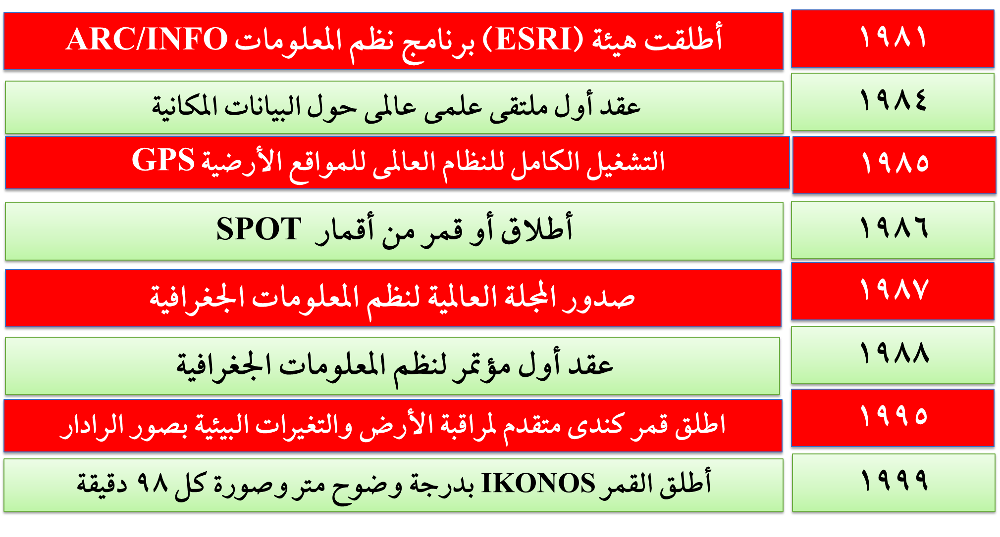 ١٩٨١
أطلقت هيئة (ESRI) برنامج نظم المعلومات ARC/INFO
١٩٨٤
عقد أول ملتقى علمى عالمى حول البيانات المكانية
١٩٨٥
التشغيل الكامل للنظام العالمى للمواقع الأرضية GPS
١٩٨٦
أطلاق أو قمر من أقمار SPOT
١٩٨٧
صدور المجلة العالمية لنظم المعلومات الجغرافية
١٩٨٨
عقد أول مؤتمر لنظم المعلومات الجغرافية
١٩٩٥
اطلق قمر كندى متقدم لمراقبة الأرض والتغيرات البيئية بصور الرادار
١٩٩٩
أطلق القمر IKONOS بدرجة وضوح متر وصورة كل ٩٨ دقيقة